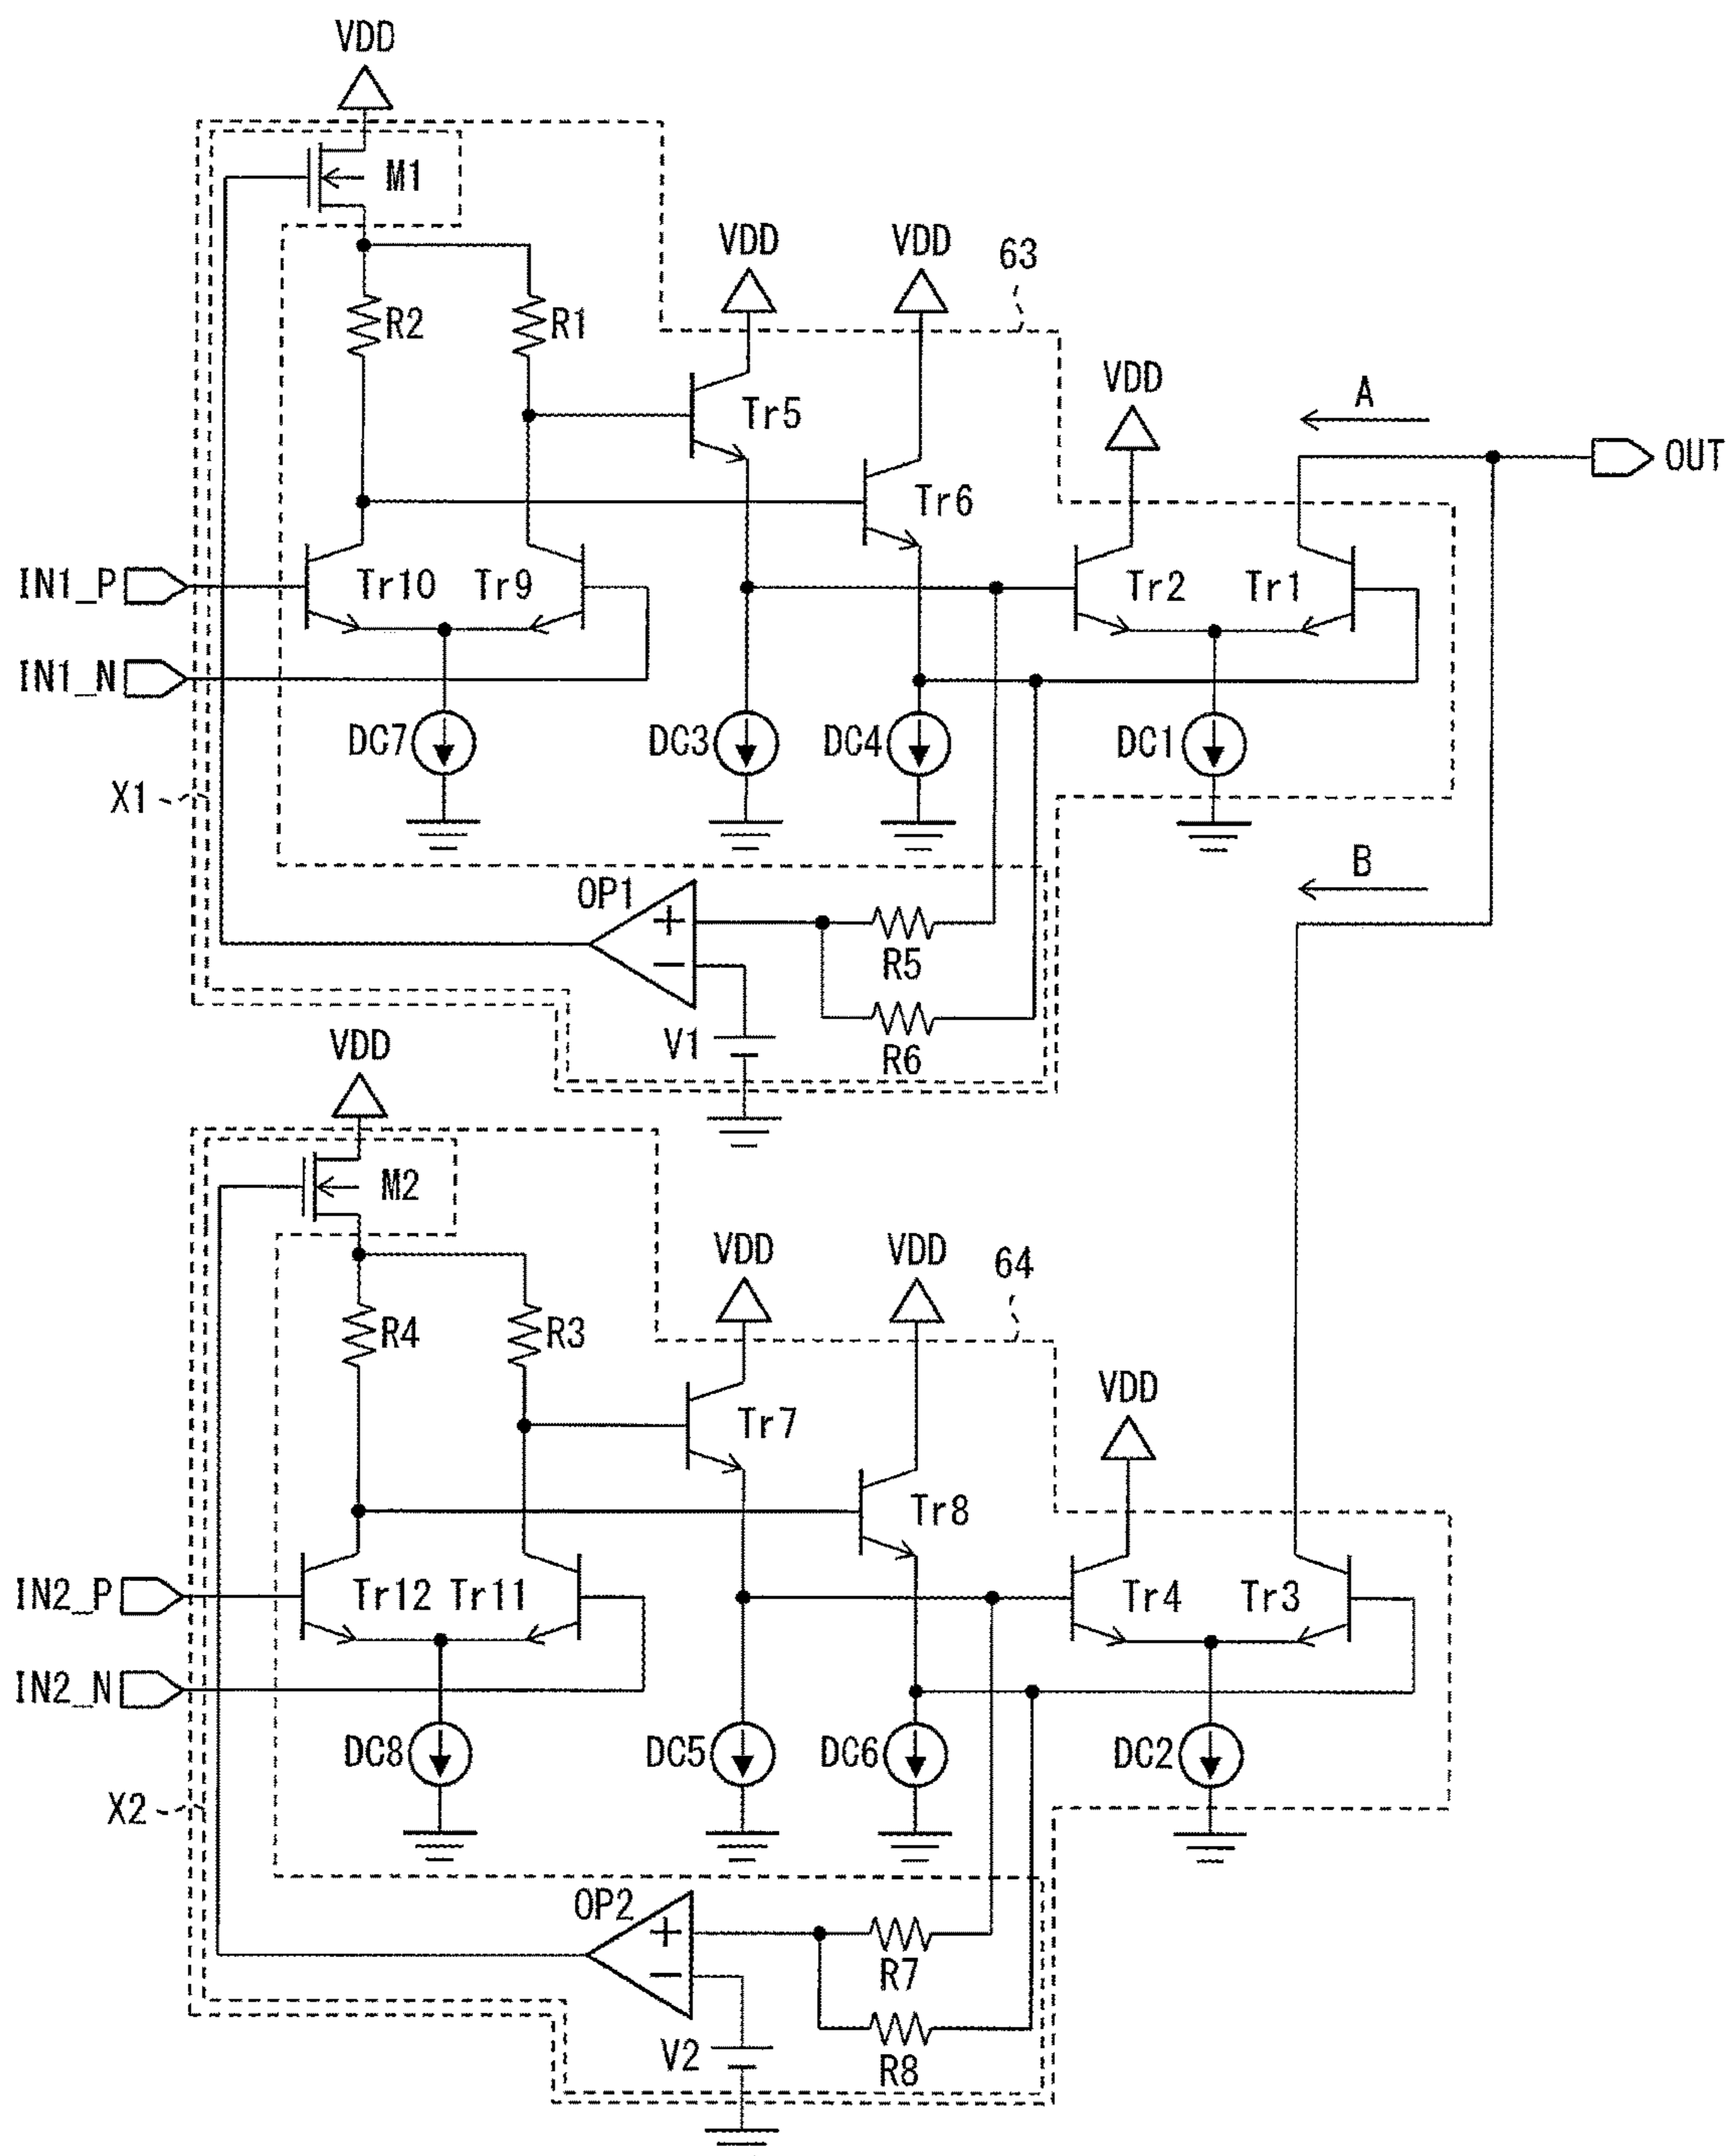 VDD
M1
VDD
VDD
63
R2
R1
VDD
A
Tr5
OUT
Tr6
IN1_P
Tr10
Tr9
Tr2
Tr1
IN1_N
DC7
DC3
DC4
DC1
X1
B
OP1
+
−
R5
V1
R6
VDD
M2
VDD
VDD
64
R4
R3
VDD
Tr7
Tr8
IN2_P
Tr12
Tr11
Tr4
Tr3
IN2_N
DC8
DC5
DC6
DC2
X2
OP2
+
−
R7
V2
R8